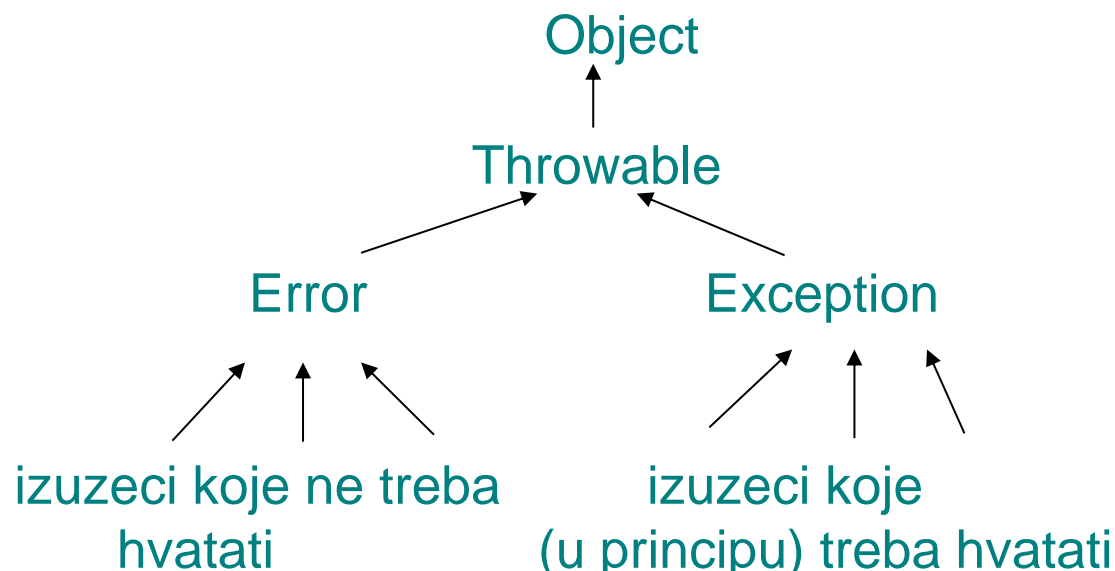 Object
Throwable
Error
Exception
izuzeci koje ne treba
hvatati
izuzeci koje
(u principu) treba hvatati